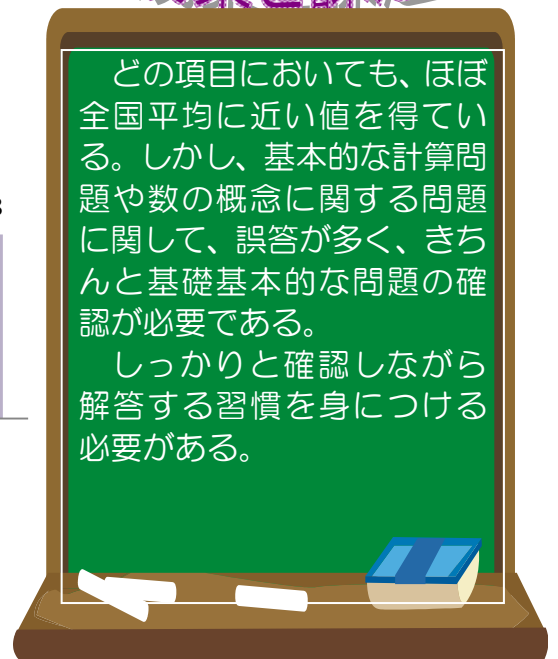 どの項目においても、ほぼ
全国平均に近い値を得てい
る。しかし、基本的な計算問
題や数の概念に関する問題
に関して、誤答が多く、きち
んと基礎基本的な問題の確
認が必要である。
しっかりと確認しながら
解答する習慣を身につける
必要がある。